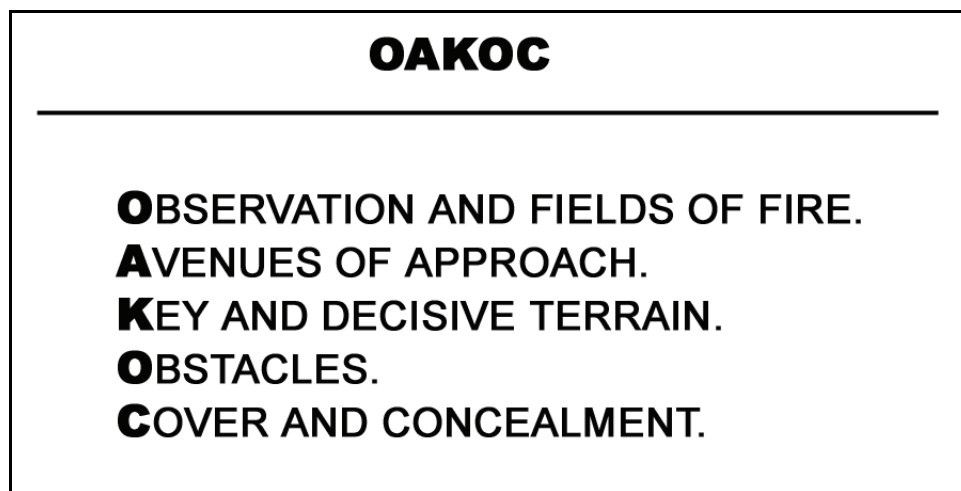 OAKOC
OBSERVATION AND FIELDS OF FIRE.
AVENUES OF APPROACH.
KEY AND DECISIVE TERRAIN.
OBSTACLES.
COVER AND CONCEALMENT.